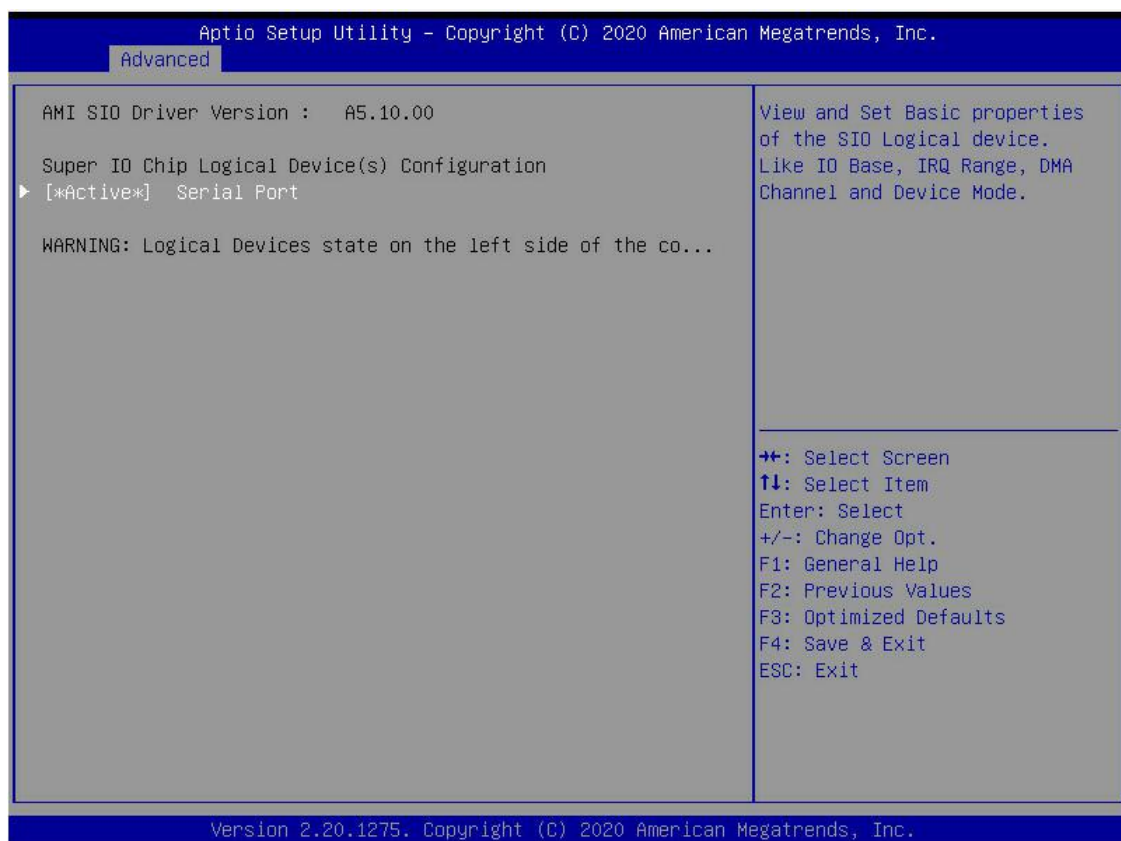 Aptio Setup Utility – Copyright (C) 2020 American Megatrends, Inc.
Advanced
AMI SIO Driver Version : A5.10.00
Super IO Chip Logical Device(s) Configuration
[*Active*] Serial Port
WARNING: Logical Devices state on the left side of the co...
View and Set Basic properties
of the SIO Logical device.
Like IO Base, IRQ Range, DMA
Channel and Device Mode.
→←: Select Screen
↑↓: Select Item
Enter: Select
+/-: Change Opt.
F1: General Help
F2: Previous Values
F3: Optimized Defaults
F4: Save & Exit
ESC: Exit
Version 2.20.1275. Copyright (C) 2020 American Megatrends, Inc.